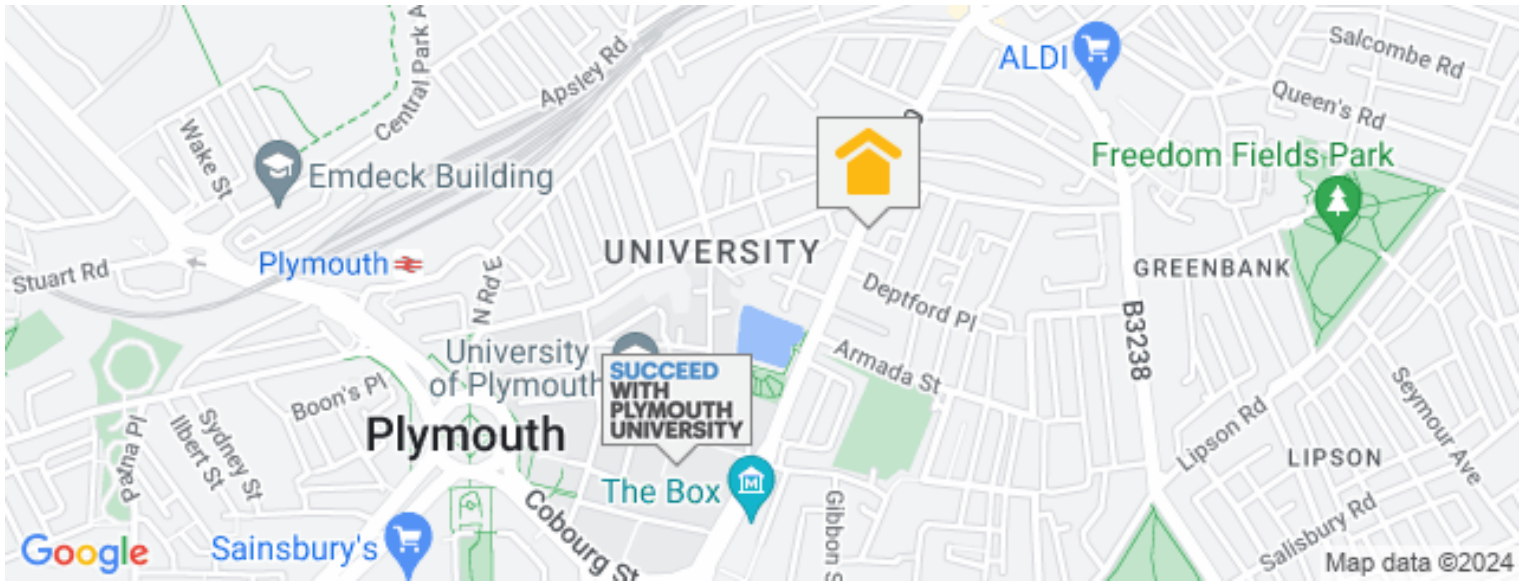 Salcombe Rd
ALDI
Apsley Rd
Central Park A
Queen's Rd
Wake St
Freedom Fields Park
Emdeck Building
UNIVERSITY
Plymouth
Stuart Rd
N Rd/E
GREENBANK
Deptford Pl
B3238
University
of Plymouth
SUCCEED
WITH
PLYMOUTH
UNIVERSITY
Armada St
Boon's Pl
Plymouth
Sydney St
Ilbert St
Patna Pl
Lipson Rd
Seymour Ave
LIPSON
The Box
M
Gibbon S
Cobourg St
Sainsbury's
Salisbury Rd
Google
Map data ©2024